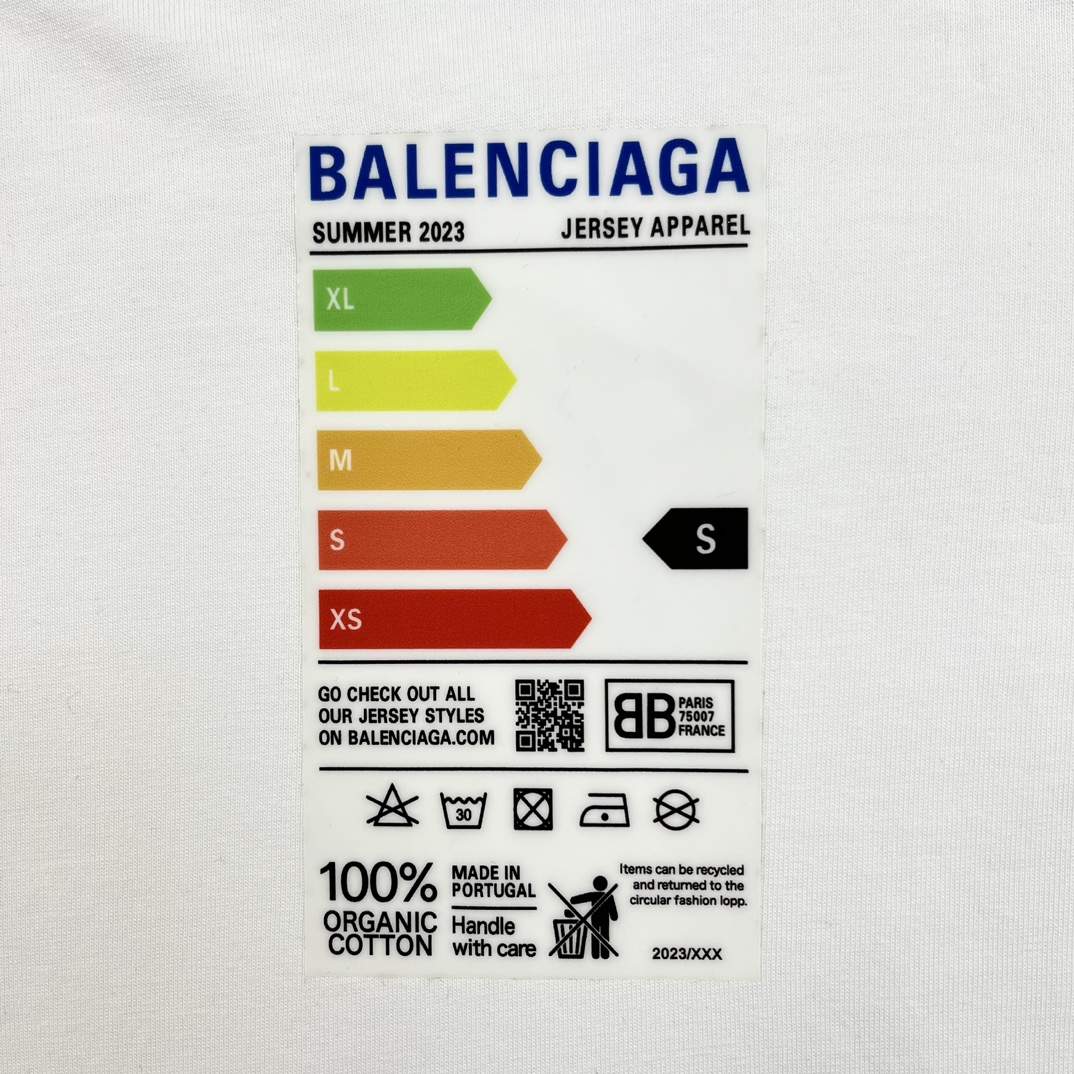 BALENCIAGA
SUMMER 2023 JERSEY APPAREL
XL
L
M
S
S
XS
GO CHECK OUT ALL
OUR JERSEY STYLES
ON BALENCIAGA.COM
BB
PARIS
75007
FRANCE
30
100%
ORGANIC
COTTON
MADE IN
PORTUGAL
Handle
with care
Items can be recycled
and returned to the
circular fashion lopp.
2023/XXX